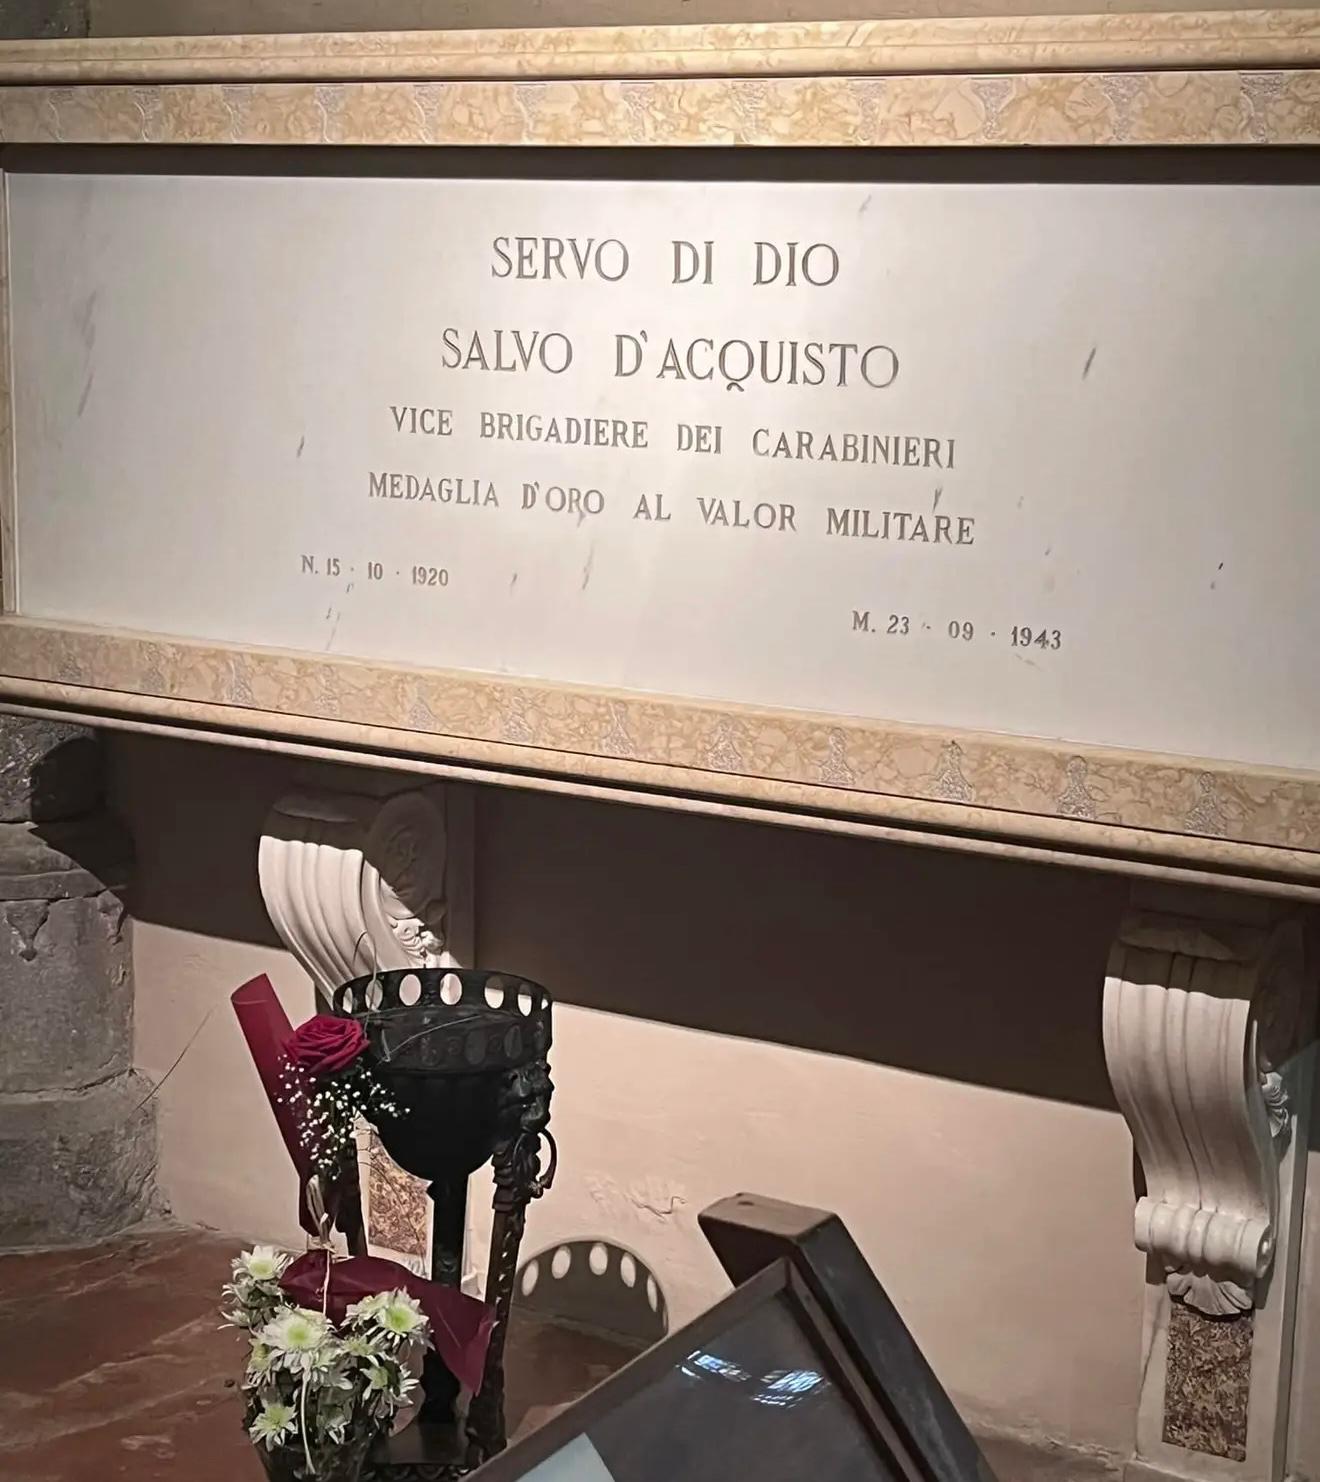 SERVO DI DIO
SALVO D'ACQUISTO
VICE BRIGADIERE DEI CARABINIERI
MEDAGLIA D'ORO AL VALOR MILITARE
N. 15 · 10 · 1920
M. 23 · 09 · 1943